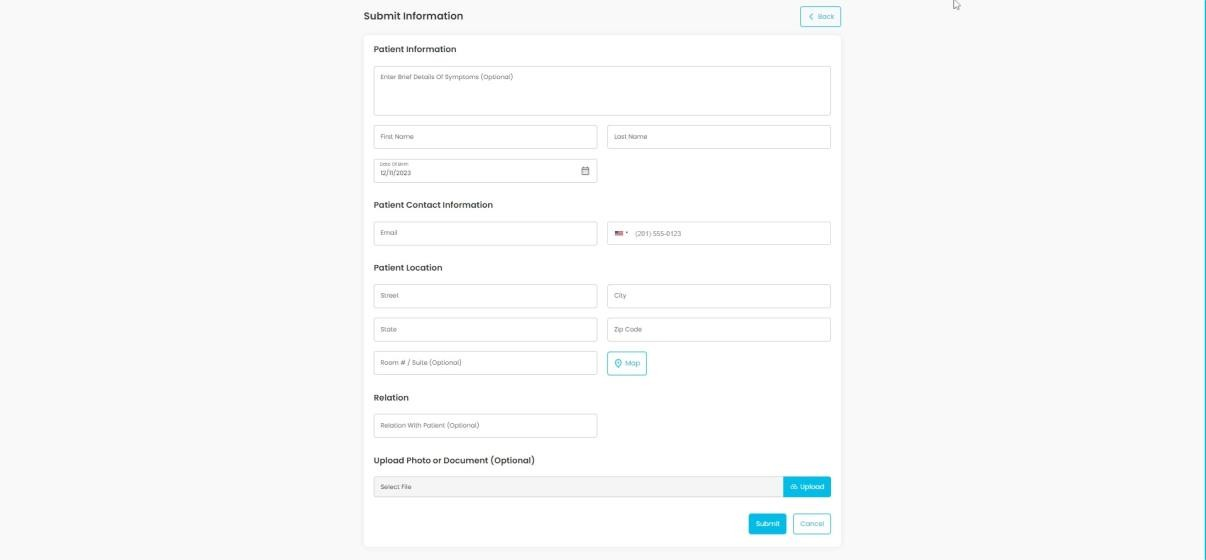 Submit Information
Back
Patient Information
Enter Brief Details Of Symptoms (Optional)
First Name
Last Name
Date Of Birth
12/11/2023
Patient Contact Information
Email
(201) 555-0123
Patient Location
Street
City
State
Zip Code
Room # / Suite (Optional)
Map
Relation
Relation With Patient (Optional)
Upload Photo or Document (Optional)
Select File
Upload
Submit
Cancel